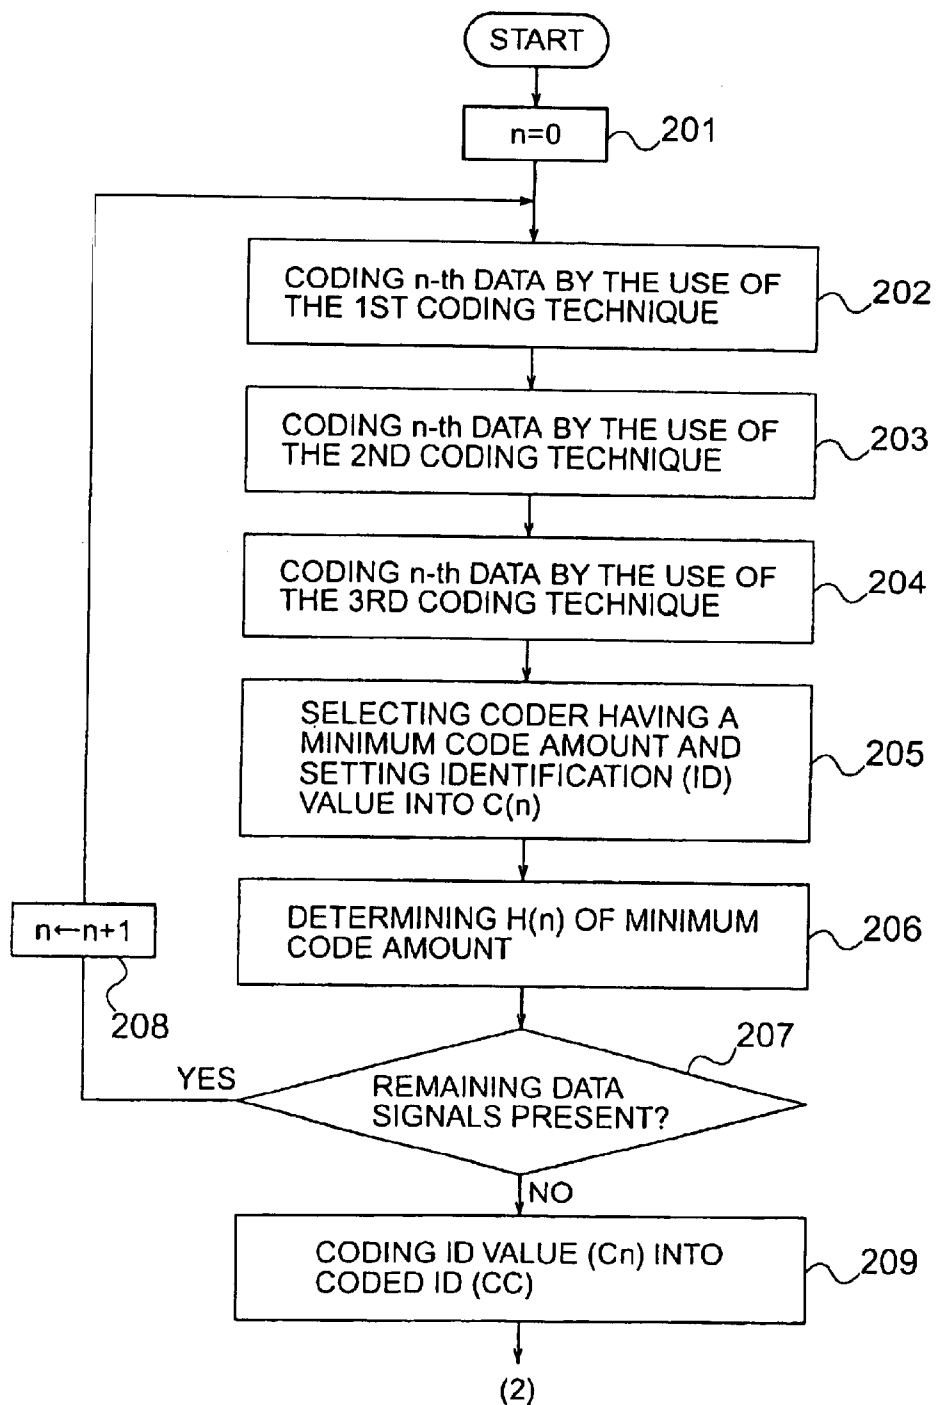 START
n=0
201
CODING n-th DATA BY THE USE OF
THE 1ST CODING TECHNIQUE
202
CODING n-th DATA BY THE USE OF
THE 2ND CODING TECHNIQUE
203
CODING n-th DATA BY THE USE OF
THE 3RD CODING TECHNIQUE
204
SELECTING CODER HAVING A
MINIMUM CODE AMOUNT AND
SETTING IDENTIFICATION (ID)
VALUE INTO C(n)
205
DETERMINING H(n) OF MINIMUM
CODE AMOUNT
206
n←n+1
208
207
YES
REMAINING DATA
SIGNALS PRESENT?
NO
CODING ID VALUE (Cn) INTO
CODED ID (CC)
209
(2)